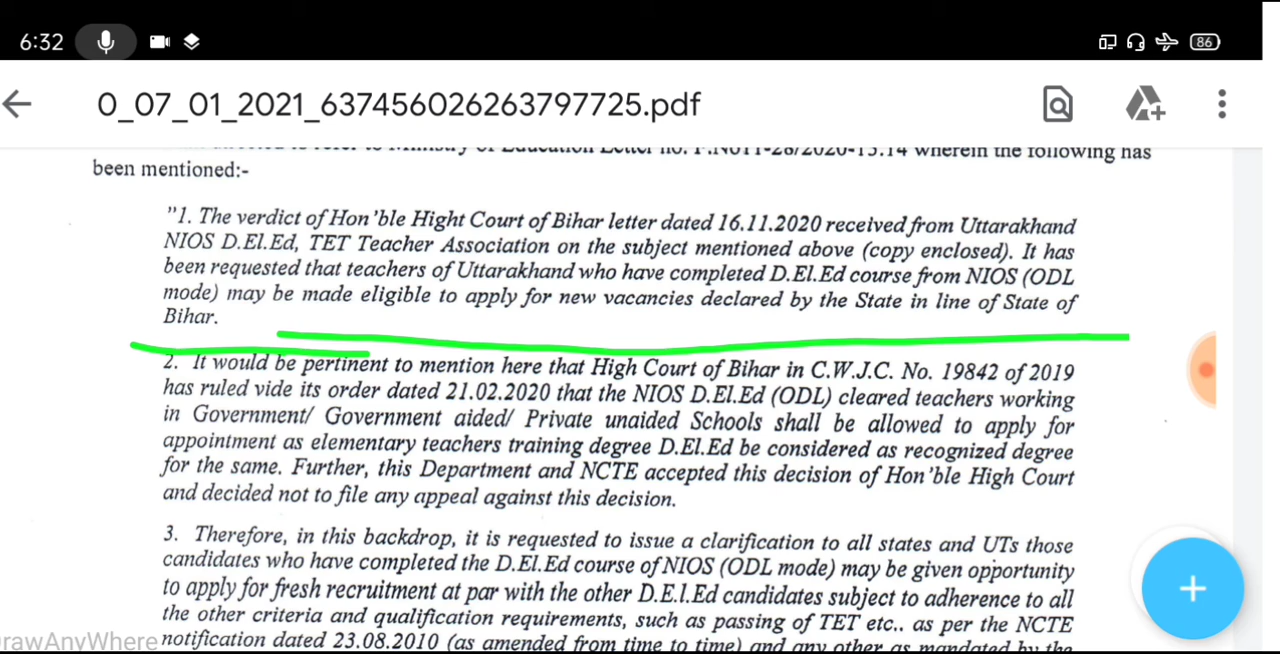 6:32
86
0_07_01_2021_637456026263797725.pdf
to refer to Ministry of Education Letter no. wherein the following has
been mentioned:-
"1. The verdict of Hon'ble Hight Court of Bihar letter dated 16.11.2020 received from Uttarakhand
NIOS D.El.Ed, TET Teacher Association on the subject mentioned above (copy enclosed). It has
been requested that teachers of Uttarakhand who have completed D.El.Ed course from NIOS (ODL
mode) may be made eligible to apply for new vacancies declared by the State in line of State of
Bihar.
2. It would be pertinent to mention here that High Court of Bihar in C.W.J.C. No. 19842 of 2019
has ruled vide its order dated 21.02.2020 that the NIOS D.El.Ed (ODL) cleared teachers working
in Government/ Government aided/ Private unaided Schools shall be allowed to apply for
appointment as elementary teachers training degree D.El.Ed be considered as recognized degree
for the same. Further, this Department and NCTE accepted this decision of Hon'ble High Court
and decided not to file any appeal against this decision.
3. Therefore, in this backdrop, it is requested to issue a clarification to all states and UTs those
candidates who have completed the D.El.Ed course of NIOS (ODL mode) may be given opportunity
to apply for fresh recruitment at par with the other D.E.l.Ed candidates subject to adherence to all
the other criteria and qualification requirements, such as passing of TET etc.. as per the NCTE
notification dated 23.08.2010 (as amended from time to time) and any other as mandated by the
rawAnyWhere